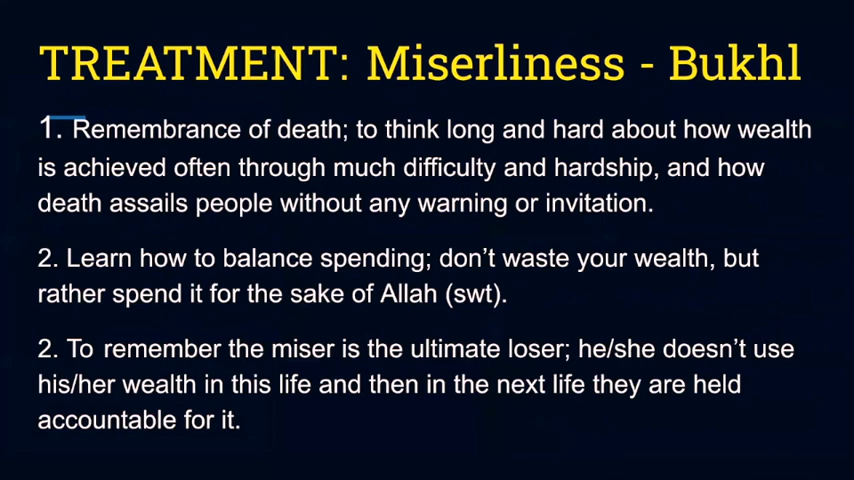 TREATMENT: Miserliness - Bukhl
1. Remembrance of death; to think long and hard about how wealth
is achieved often through much difficulty and hardship, and how
death assails people without any warning or invitation.
2. Learn how to balance spending; don’t waste your wealth, but
rather spend it for the sake of Allah (swt).
2. To remember the miser is the ultimate loser; he/she doesn’t use
his/her wealth in this life and then in the next life they are held
accountable for it.